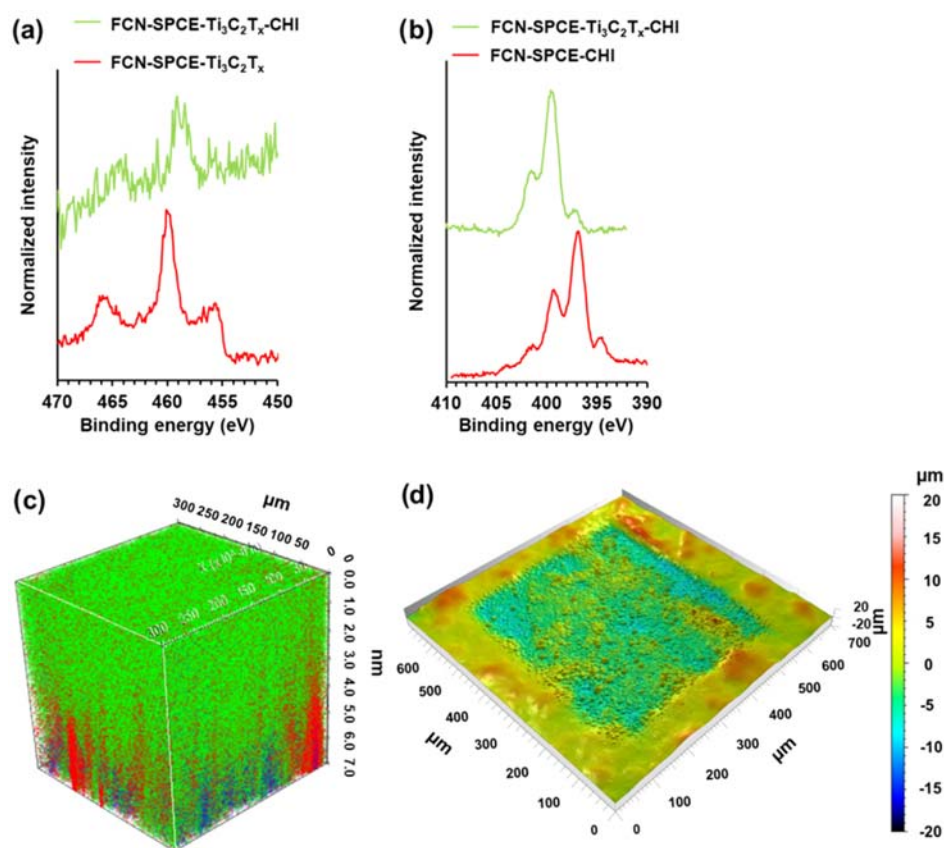 (a)
FCN-SPCE-Ti₃C₂Tₓ-CHI
FCN-SPCE-Ti₃C₂Tₓ
Normalized intensity
470 465 460 455 450
Binding energy (eV)
(b)
FCN-SPCE-Ti₃C₂Tₓ-CHI
FCN-SPCE-CHI
Normalized intensity
410 405 400 395 390
Binding energy (eV)
(c)
µm
300 250 200 150 100 50 0
0.0
1.0
2.0
3.0
4.0
5.0
6.0
7.0
nm
(d)
20
-20
µm
700
600
500
400
300
200
100
0
µm
600
500
400
300
200
100
0
µm
µm
20
15
10
5
0
-5
-10
-15
-20